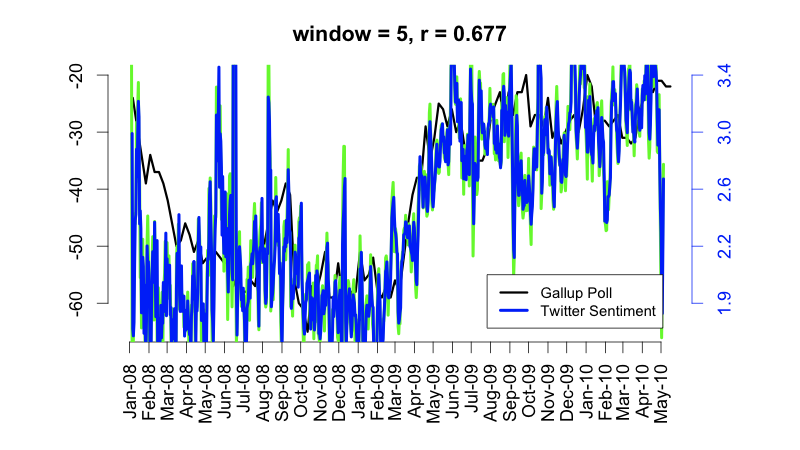 window = 5, r = 0.677
-20
-30
-40
-50
-60
3.4
3.0
2.6
2.2
1.9
Gallup Poll
Twitter Sentiment
Jan-08
Feb-08
Mar-08
Apr-08
May-08
Jun-08
Jul-08
Aug-08
Sep-08
Oct-08
Nov-08
Dec-08
Jan-09
Feb-09
Mar-09
Apr-09
May-09
Jun-09
Jul-09
Aug-09
Sep-09
Oct-09
Nov-09
Dec-09
Jan-10
Feb-10
Mar-10
Apr-10
May-10